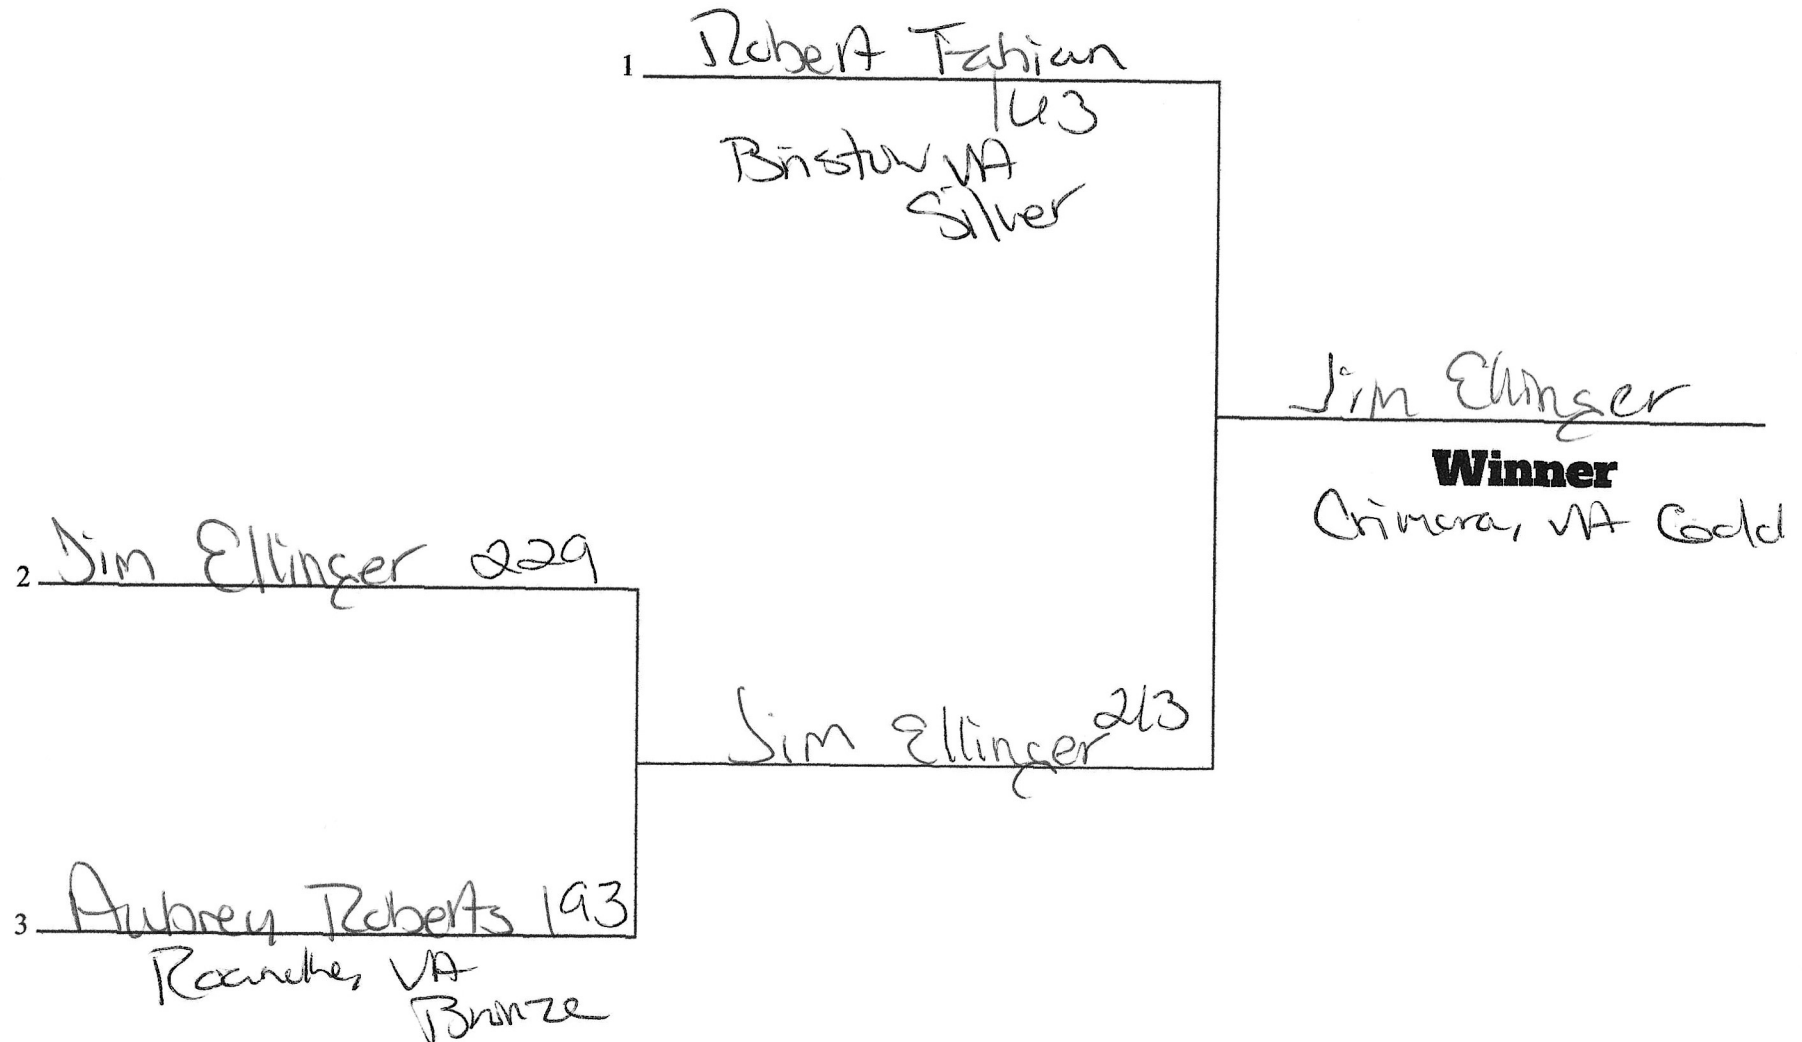 1 Robert Fabian
143
Bristow VA
Silver
Jim Ellinger
Winner
Crimora, VA Gold
2 Jim Ellinger 229
Jim Ellinger 213
3 Aubrey Roberts 193
Roanoke, VA
Bronze